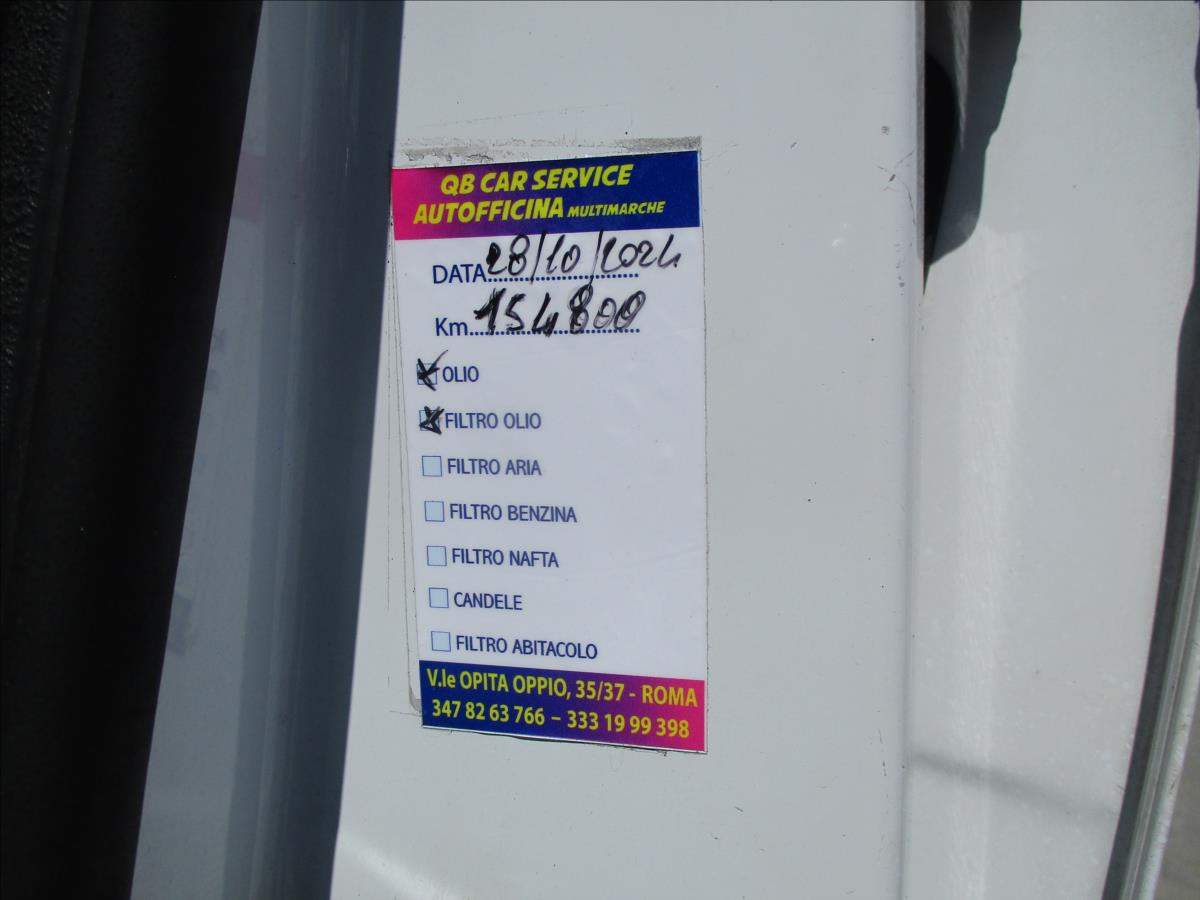 QB CAR SERVICE
AUTOFFICINA MULTIMARCHE
DATA 28/10/2024
Km 154800
OLIO
FILTRO OLIO
FILTRO ARIA
FILTRO BENZINA
FILTRO NAFTA
CANDELE
FILTRO ABITACOLO
V.le OPITA OPPIO, 35/37 - ROMA
347 82 63 766 – 333 19 99 398